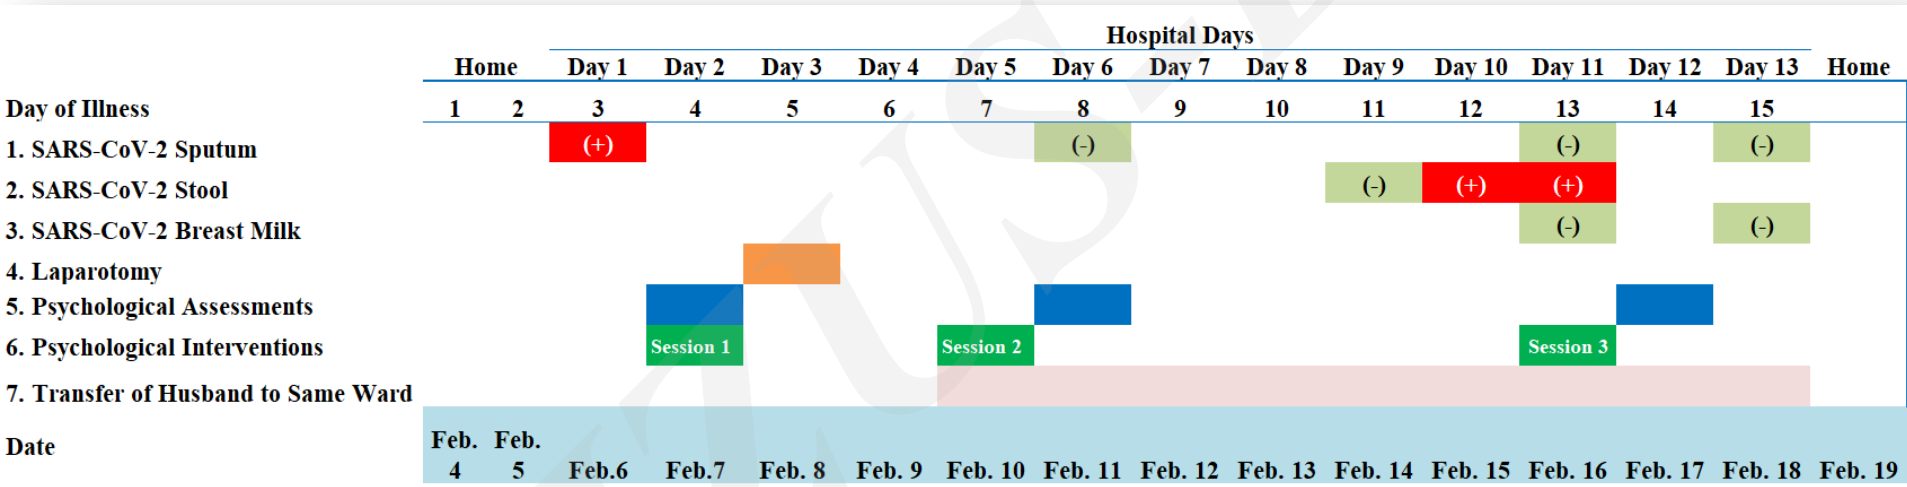 Hospital Days
Home Day 1 Day 2 Day 3 Day 4 Day 5 Day 6 Day 7 Day 8 Day 9 Day 10 Day 11 Day 12 Day 13 Home
Day of Illness 1 2 3 4 5 6 7 8 9 10 11 12 13 14 15
1. SARS-CoV-2 Sputum (+) (-) (-) (-)
2. SARS-CoV-2 Stool (-) (+) (+)
3. SARS-CoV-2 Breast Milk (-) (-)
4. Laparotomy
5. Psychological Assessments
6. Psychological Interventions Session 1 Session 2 Session 3
7. Transfer of Husband to Same Ward
Date Feb. 4 Feb. 5 Feb.6 Feb.7 Feb. 8 Feb. 9 Feb. 10 Feb. 11 Feb. 12 Feb. 13 Feb. 14 Feb. 15 Feb. 16 Feb. 17 Feb. 18 Feb. 19